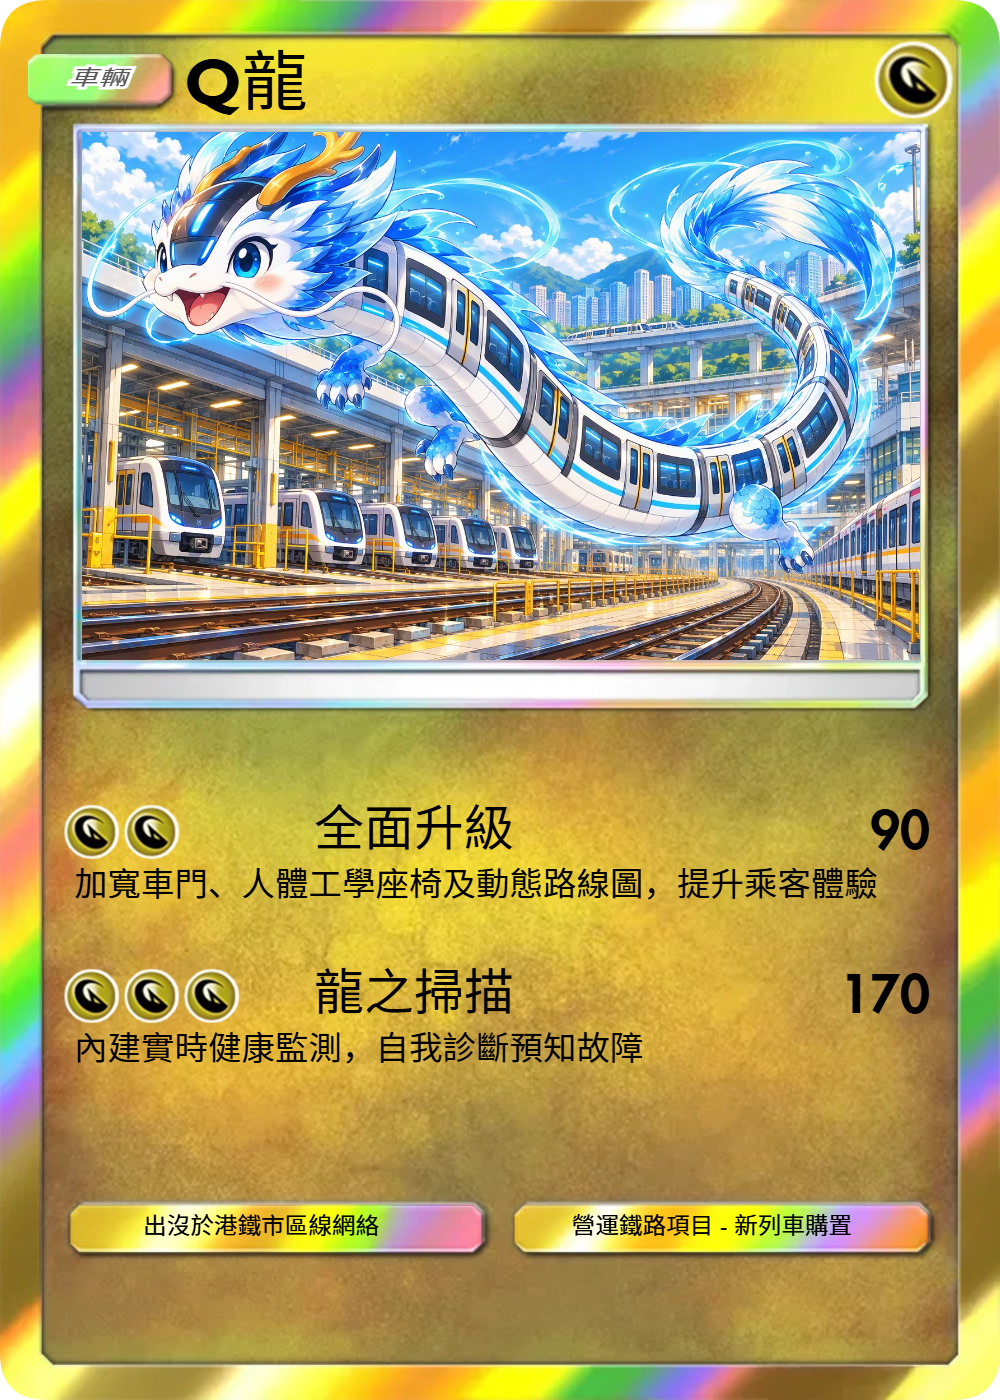 車輛
Q龍
全面升級 90
加寬車門、人體工學座椅及動態路線圖，提升乘客體驗
龍之掃描 170
內建實時健康監測，自我診斷預知故障
出沒於港鐵市區線網絡
營運鐵路項目 - 新列車購置